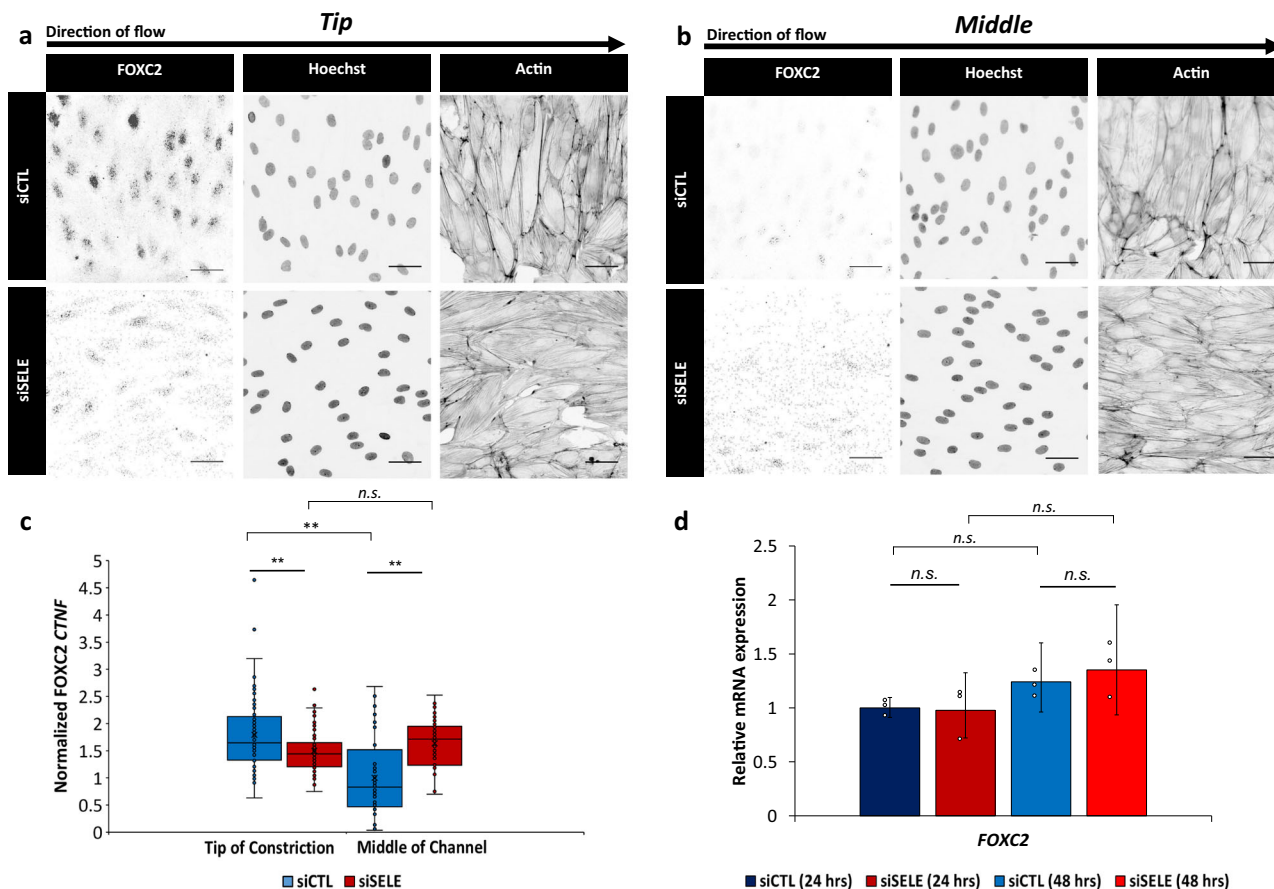 a
Tip
Direction of flow
FOXC2 Hoechst Actin
siCTL
siSELE
b
Middle
Direction of flow
FOXC2 Hoechst Actin
siCTL
siSELE
c
n.s.
**
** **
Normalized FOXC2 CTNF
5
4.5
4
3.5
3
2.5
2
1.5
1
0.5
0
Tip of Constriction Middle of Channel
siCTL siSELE
d
n.s.
n.s.
n.s. n.s.
Relative mRNA expression
2.5
2
1.5
1
0.5
0
FOXC2
siCTL (24 hrs) siSELE (24 hrs) siCTL (48 hrs) siSELE (48 hrs)